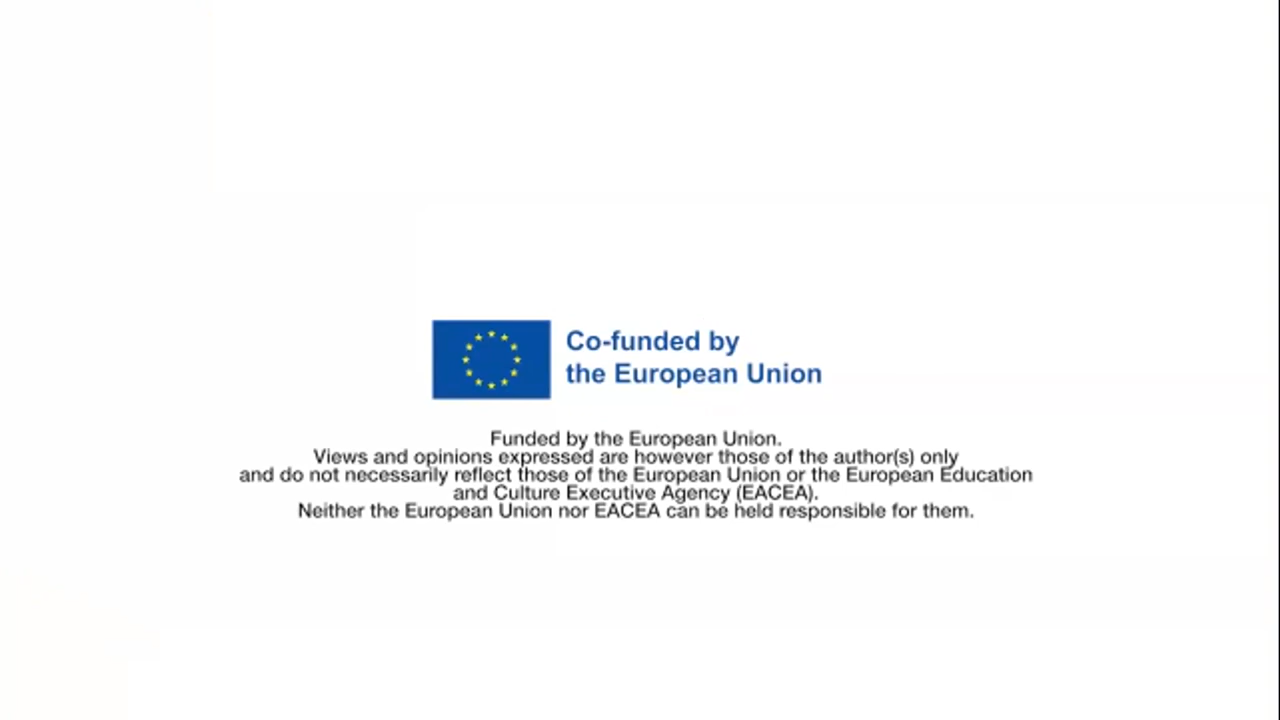 Co-funded by
the European Union
Funded by the European Union.
Views and opinions expressed are however those of the author(s) only
and do not necessarily reflect those of the European Union or the European Education
and Culture Executive Agency (EACEA).
Neither the European Union nor EACEA can be held responsible for them.